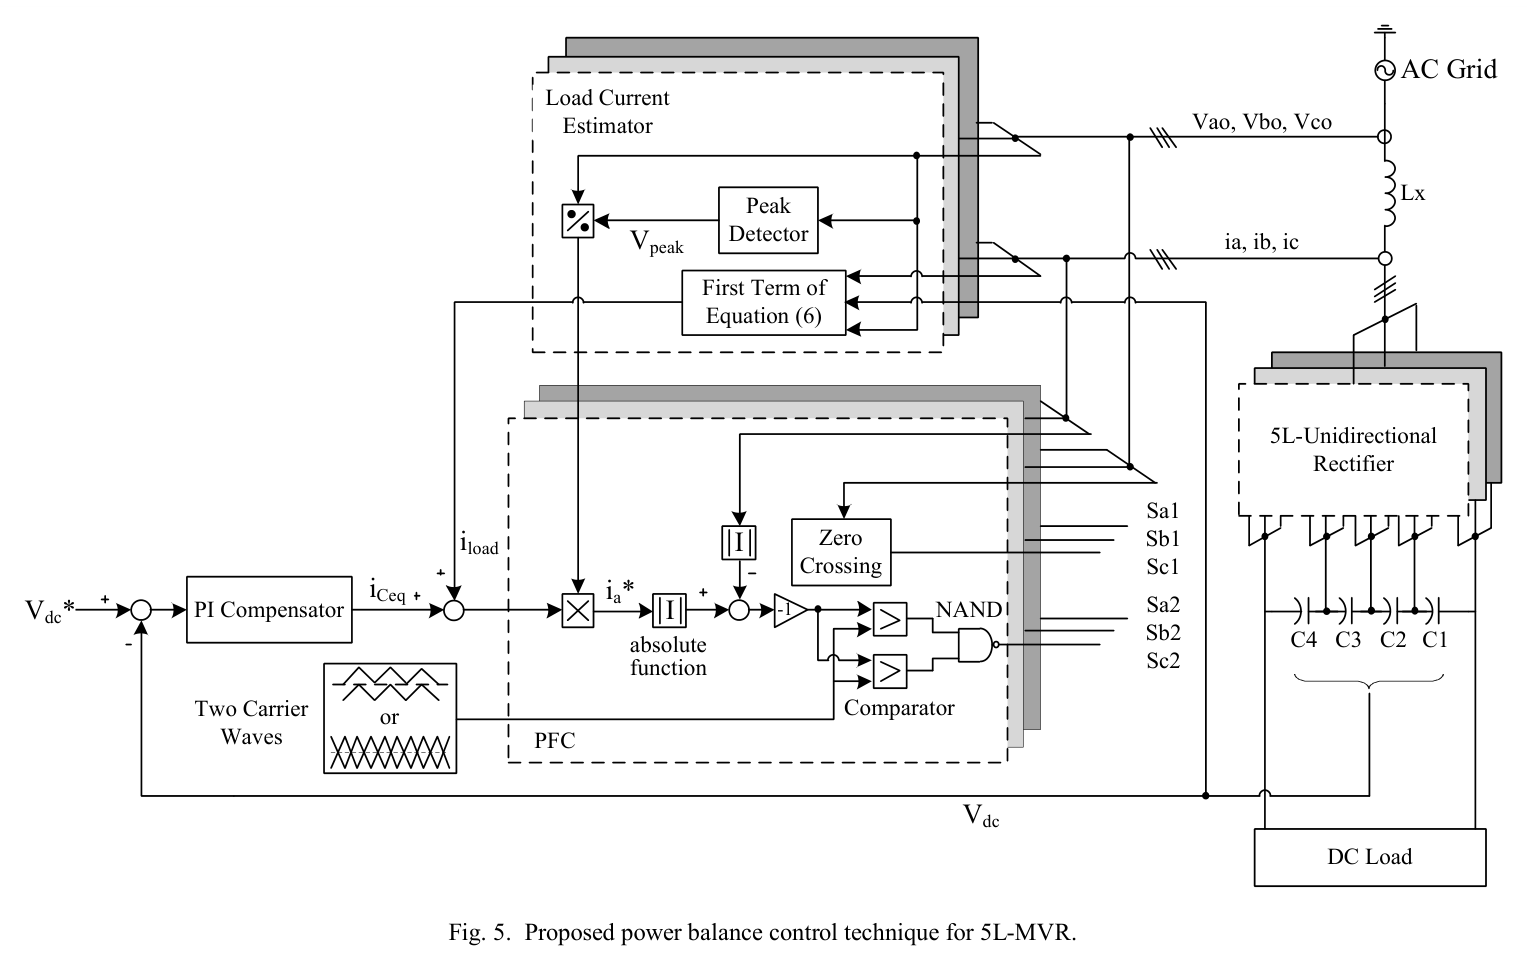 AC Grid
Load Current
Estimator
Vao, Vbo, Vco
Peak
Detector
Vpeak
Lx
ia, ib, ic
First Term of
Equation (6)
5L-Unidirectional
Rectifier
iload
Zero
Crossing
|I|
Sa1
Sb1
Sc1
Vdc*
+
-
PI Compensator
iCeq
+
+
ia*
|I|
absolute
function
+
-
-1
>
>
NAND
Comparator
Sa2
Sb2
Sc2
C4
C3
C2
C1
Two Carrier
Waves
or
PFC
Vdc
DC Load
Fig. 5. Proposed power balance control technique for 5L-MVR.